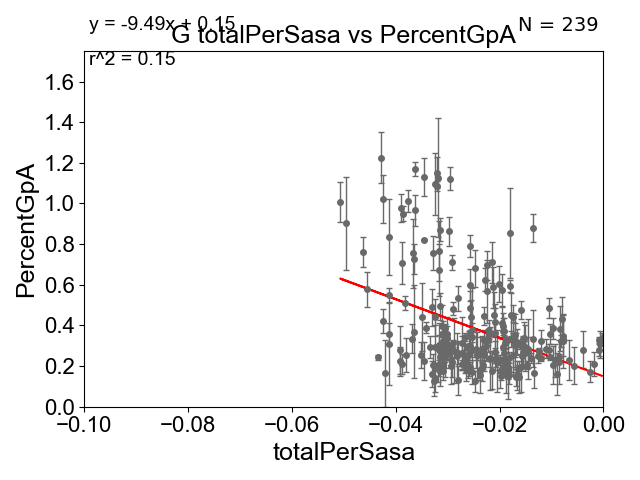 y = -9.49x + 0.15
N = 239
G totalPerSasa vs PercentGpA
r^2 = 0.15
PercentGpA
1.6
1.4
1.2
1.0
0.8
0.6
0.4
0.2
0.0
−0.10 −0.08 −0.06 −0.04 −0.02 0.00
totalPerSasa